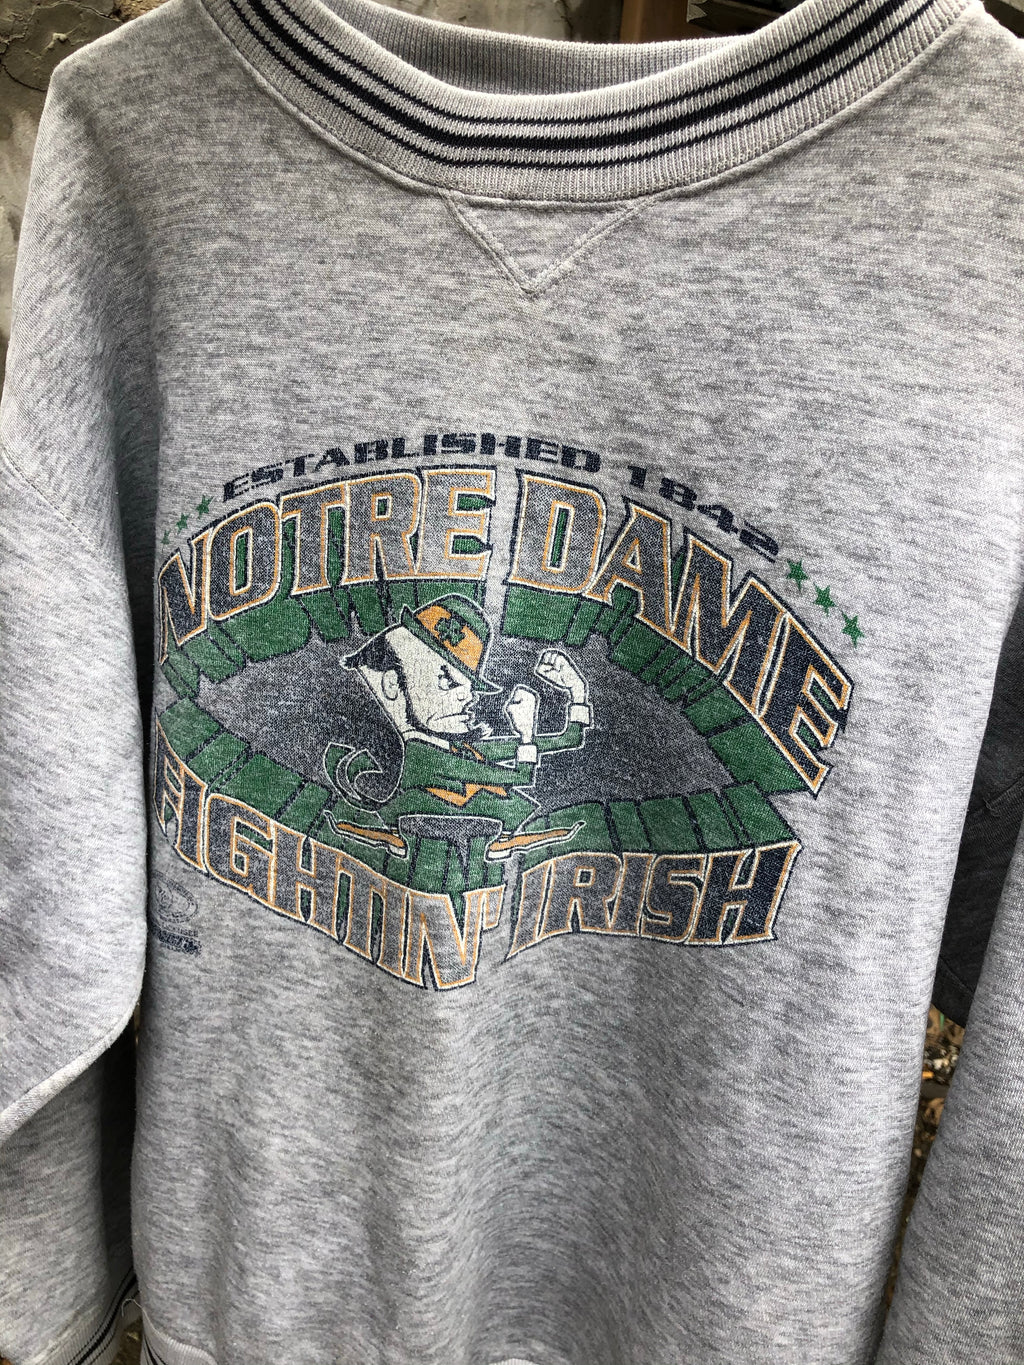 ESTABLISHED 1842
NOTRE DAME
FIGHTIN' IRISH